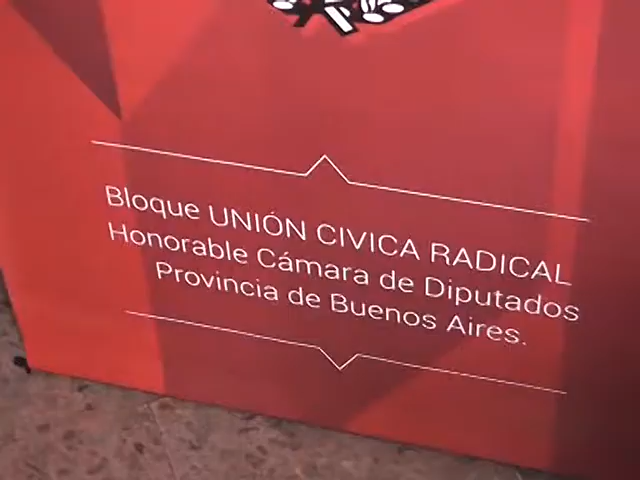 Bloque UNIÓN CIVICA RADICAL
Honorable Cámara de Diputados
Provincia de Buenos Aires.